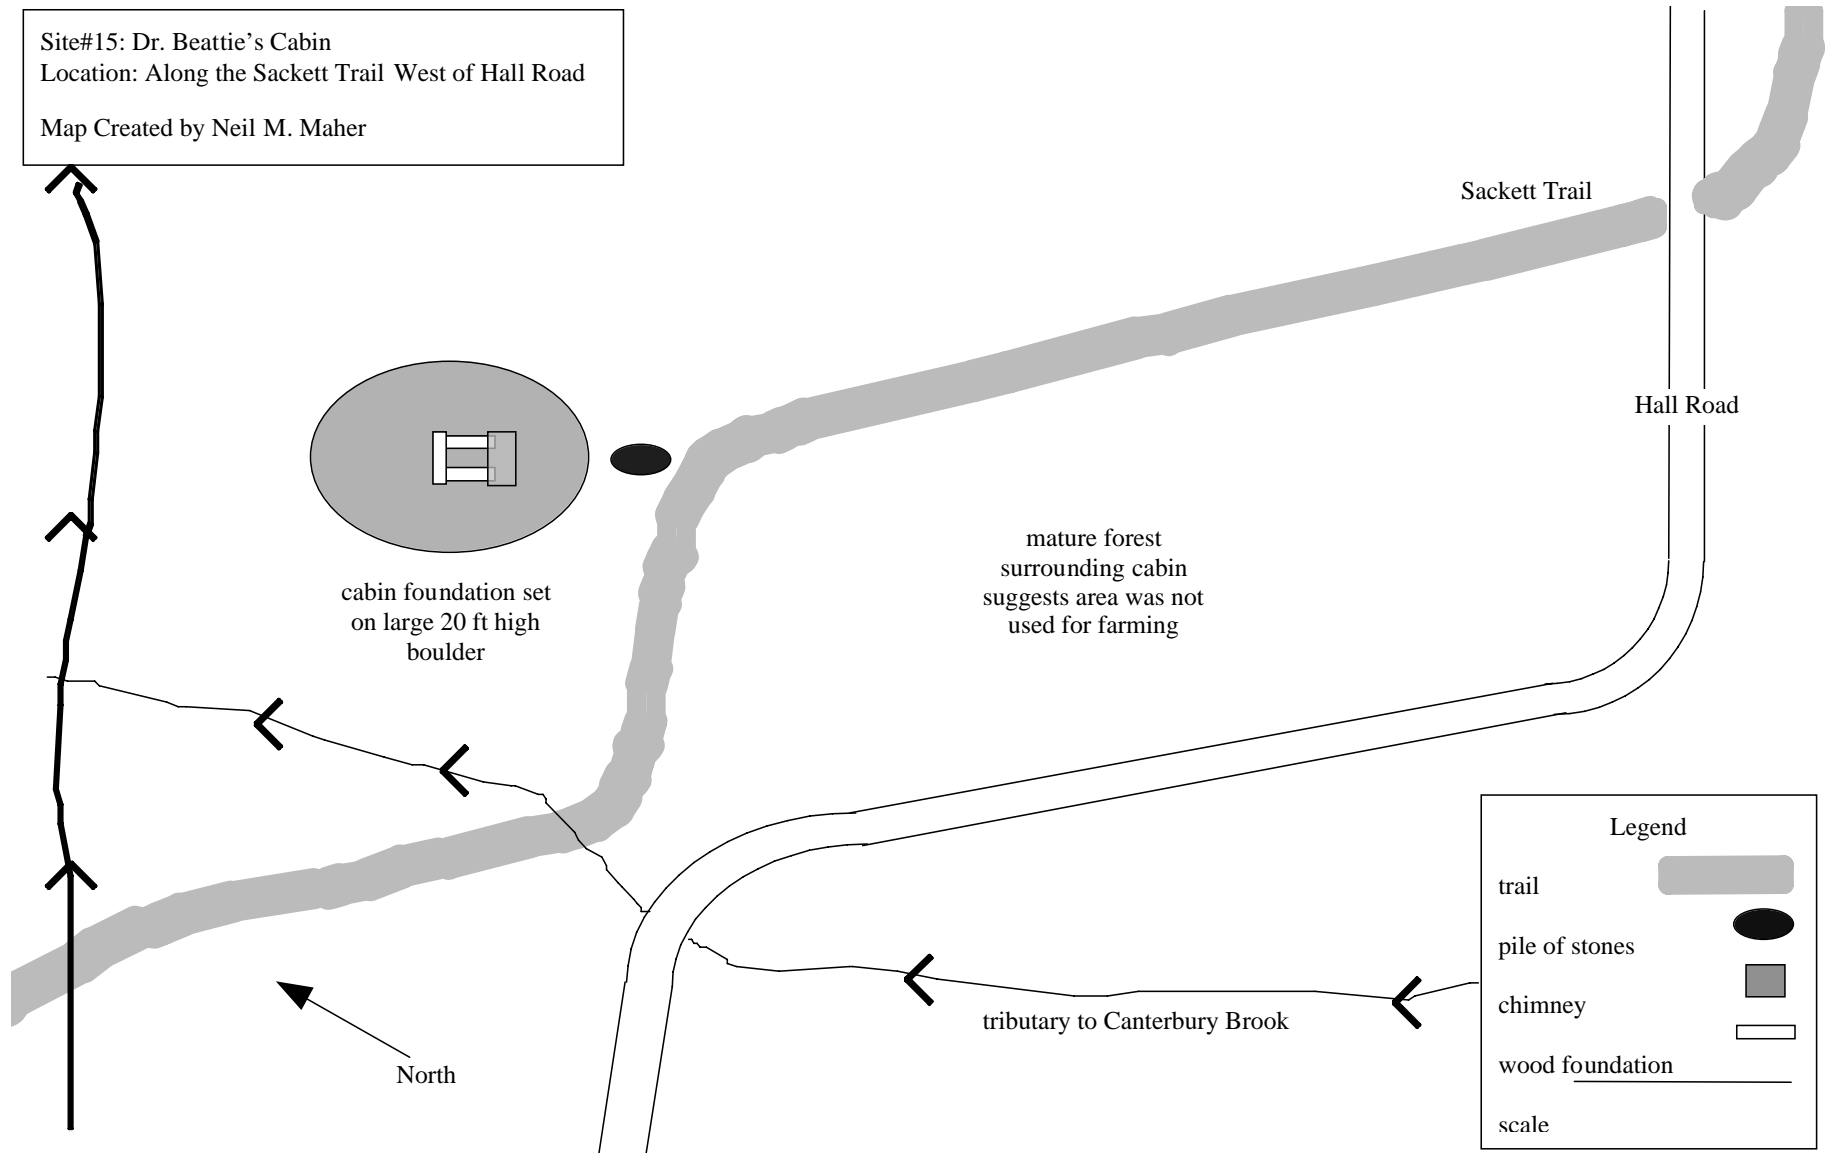 Site#15: Dr. Beattie’s Cabin
Location: Along the Sackett Trail West of Hall Road
Map Created by Neil M. Maher
Sackett Trail
Hall Road
mature forest
surrounding cabin
suggests area was not
used for farming
cabin foundation set
on large 20 ft high
boulder
tributary to Canterbury Brook
North
Legend
trail
pile of stones
chimney
wood foundation
scale